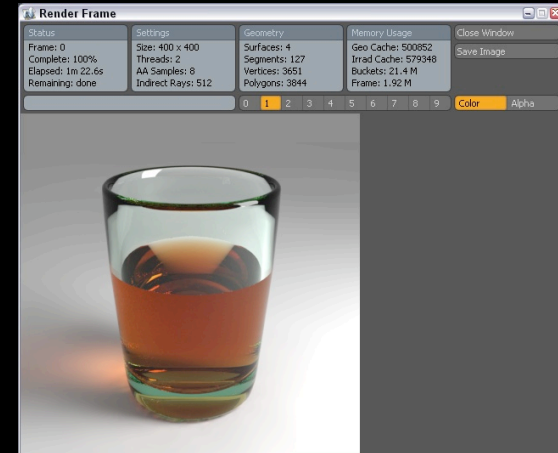 Render Frame
Status
Frame: 0
Complete: 100%
Elapsed: 1m 22.6s
Remaining: done
Settings
Size: 400 x 400
Threads: 2
AA Samples: 8
Indirect Rays: 512
Geometry
Surfaces: 4
Segments: 127
Vertices: 3651
Polygons: 3844
Memory Usage
Geo Cache: 500852
Irrad Cache: 579348
Buckets: 21.4 M
Frame: 1.92 M
Close Window
Save Image
0 1 2 3 4 5 6 7 8 9
Color Alpha